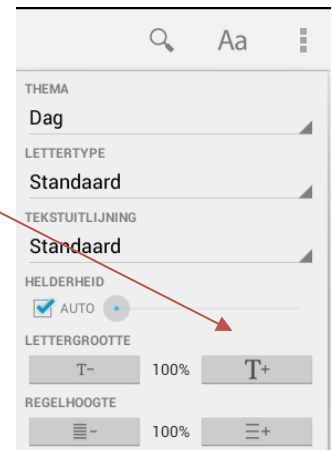 Aa
THEMA
Dag
LETTERTYPE
Standaard
TEKSTUITLIJNING
Standaard
HELDERHEID
AUTO
LETTERGROOTTE
T- 100% T+
REGELHOOGTE
- 100% +